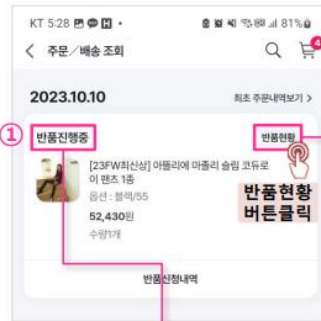 KT 5:28
81%
주문/배송 조회
4
2023.10.10
최초 주문내역보기 >
①
반품진행중
반품현황
[23FW최신상] 아뜰리에 마졸리 슬림 코듀로
이 팬츠 1종
옵션 : 블랙/55
52,430원
수량1개
반품현황
버튼클릭
반품신청내역